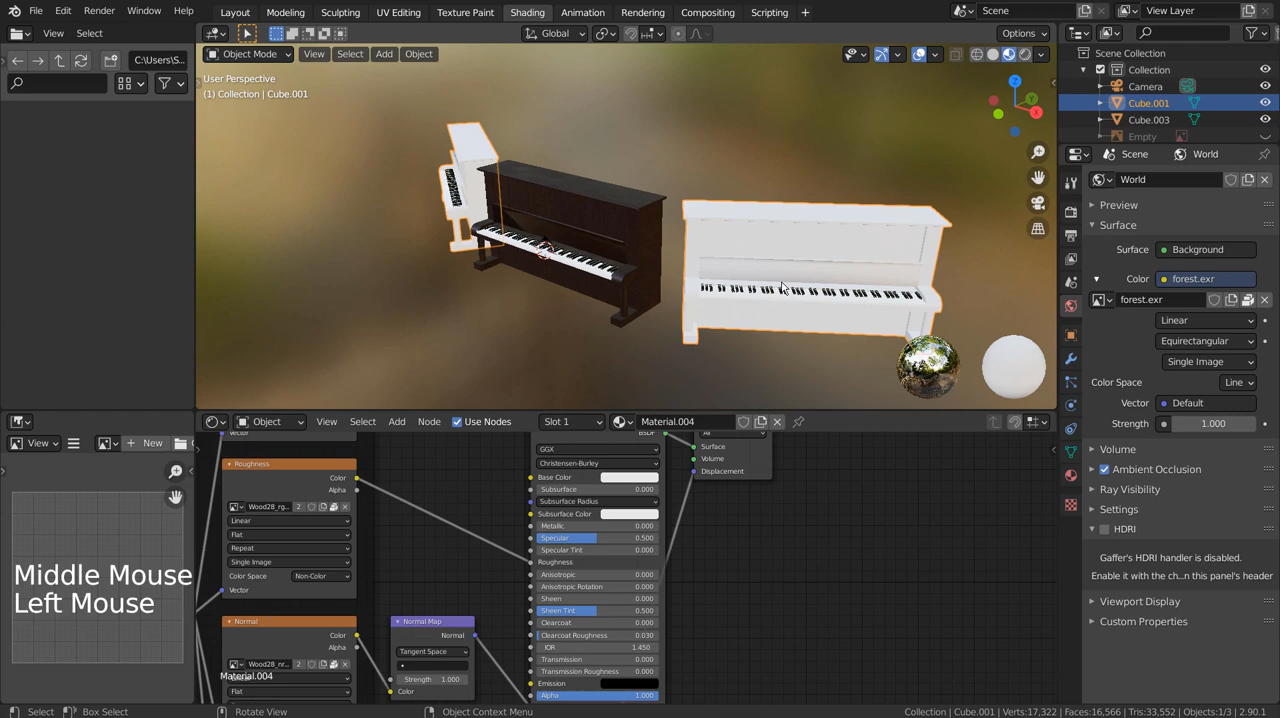 File Edit Render Window Help Layout Modeling Sculpting UV Editing Texture Paint Shading Animation Rendering Compositing Scripting + Scene View Layer
View Select C:\Users\S... Global Options
Object Mode View Select Add Object
User Perspective
(1) Collection | Cube.001
Scene Collection
Collection
Camera
Cube.001
Cube.003
Empty
Scene World
World
Preview
Surface
Surface Background
Color forest.exr
forest.exr
Linear
Equirectangular
Single Image
Color Space Line
Vector Default
Strength 1.000
Volume
Ambient Occlusion
Ray Visibility
Settings
HDRI
Gaffer's HDRI handler is disabled.
Enable it with the ch...n this panel's header
Viewport Display
Custom Properties
View New
Middle Mouse
Left Mouse
Object View Select Add Node Use Nodes Slot 1 Material.004
Vector
Roughness
Color
Alpha
Wood28_rg... 2
Linear
Flat
Repeat
Single Image
Color Space Non-Color
Vector
Normal
Color
Alpha
Wood28_nr... 2
Flat
Material.004
Normal Map
Normal
Tangent Space
Strength 1.000
Color
BSDF
GGX
Christensen-Burley
Base Color
Subsurface 0.000
Subsurface Radius
Subsurface Color
Metallic 0.000
Specular 0.500
Specular Tint 0.000
Roughness
Anisotropic 0.000
Anisotropic Rotation 0.000
Sheen 0.000
Sheen Tint 0.500
Clearcoat 0.000
Clearcoat Roughness 0.030
IOR 1.450
Transmission 0.000
Transmission Roughness 0.000
Emission
Alpha 1.000
All
Surface
Volume
Displacement
Select Box Select Rotate View Object Context Menu Collection | Cube.001 | Verts:17,322 | Faces:16,566 | Tris:33,552 | Objects:1/3 | 2.90.1